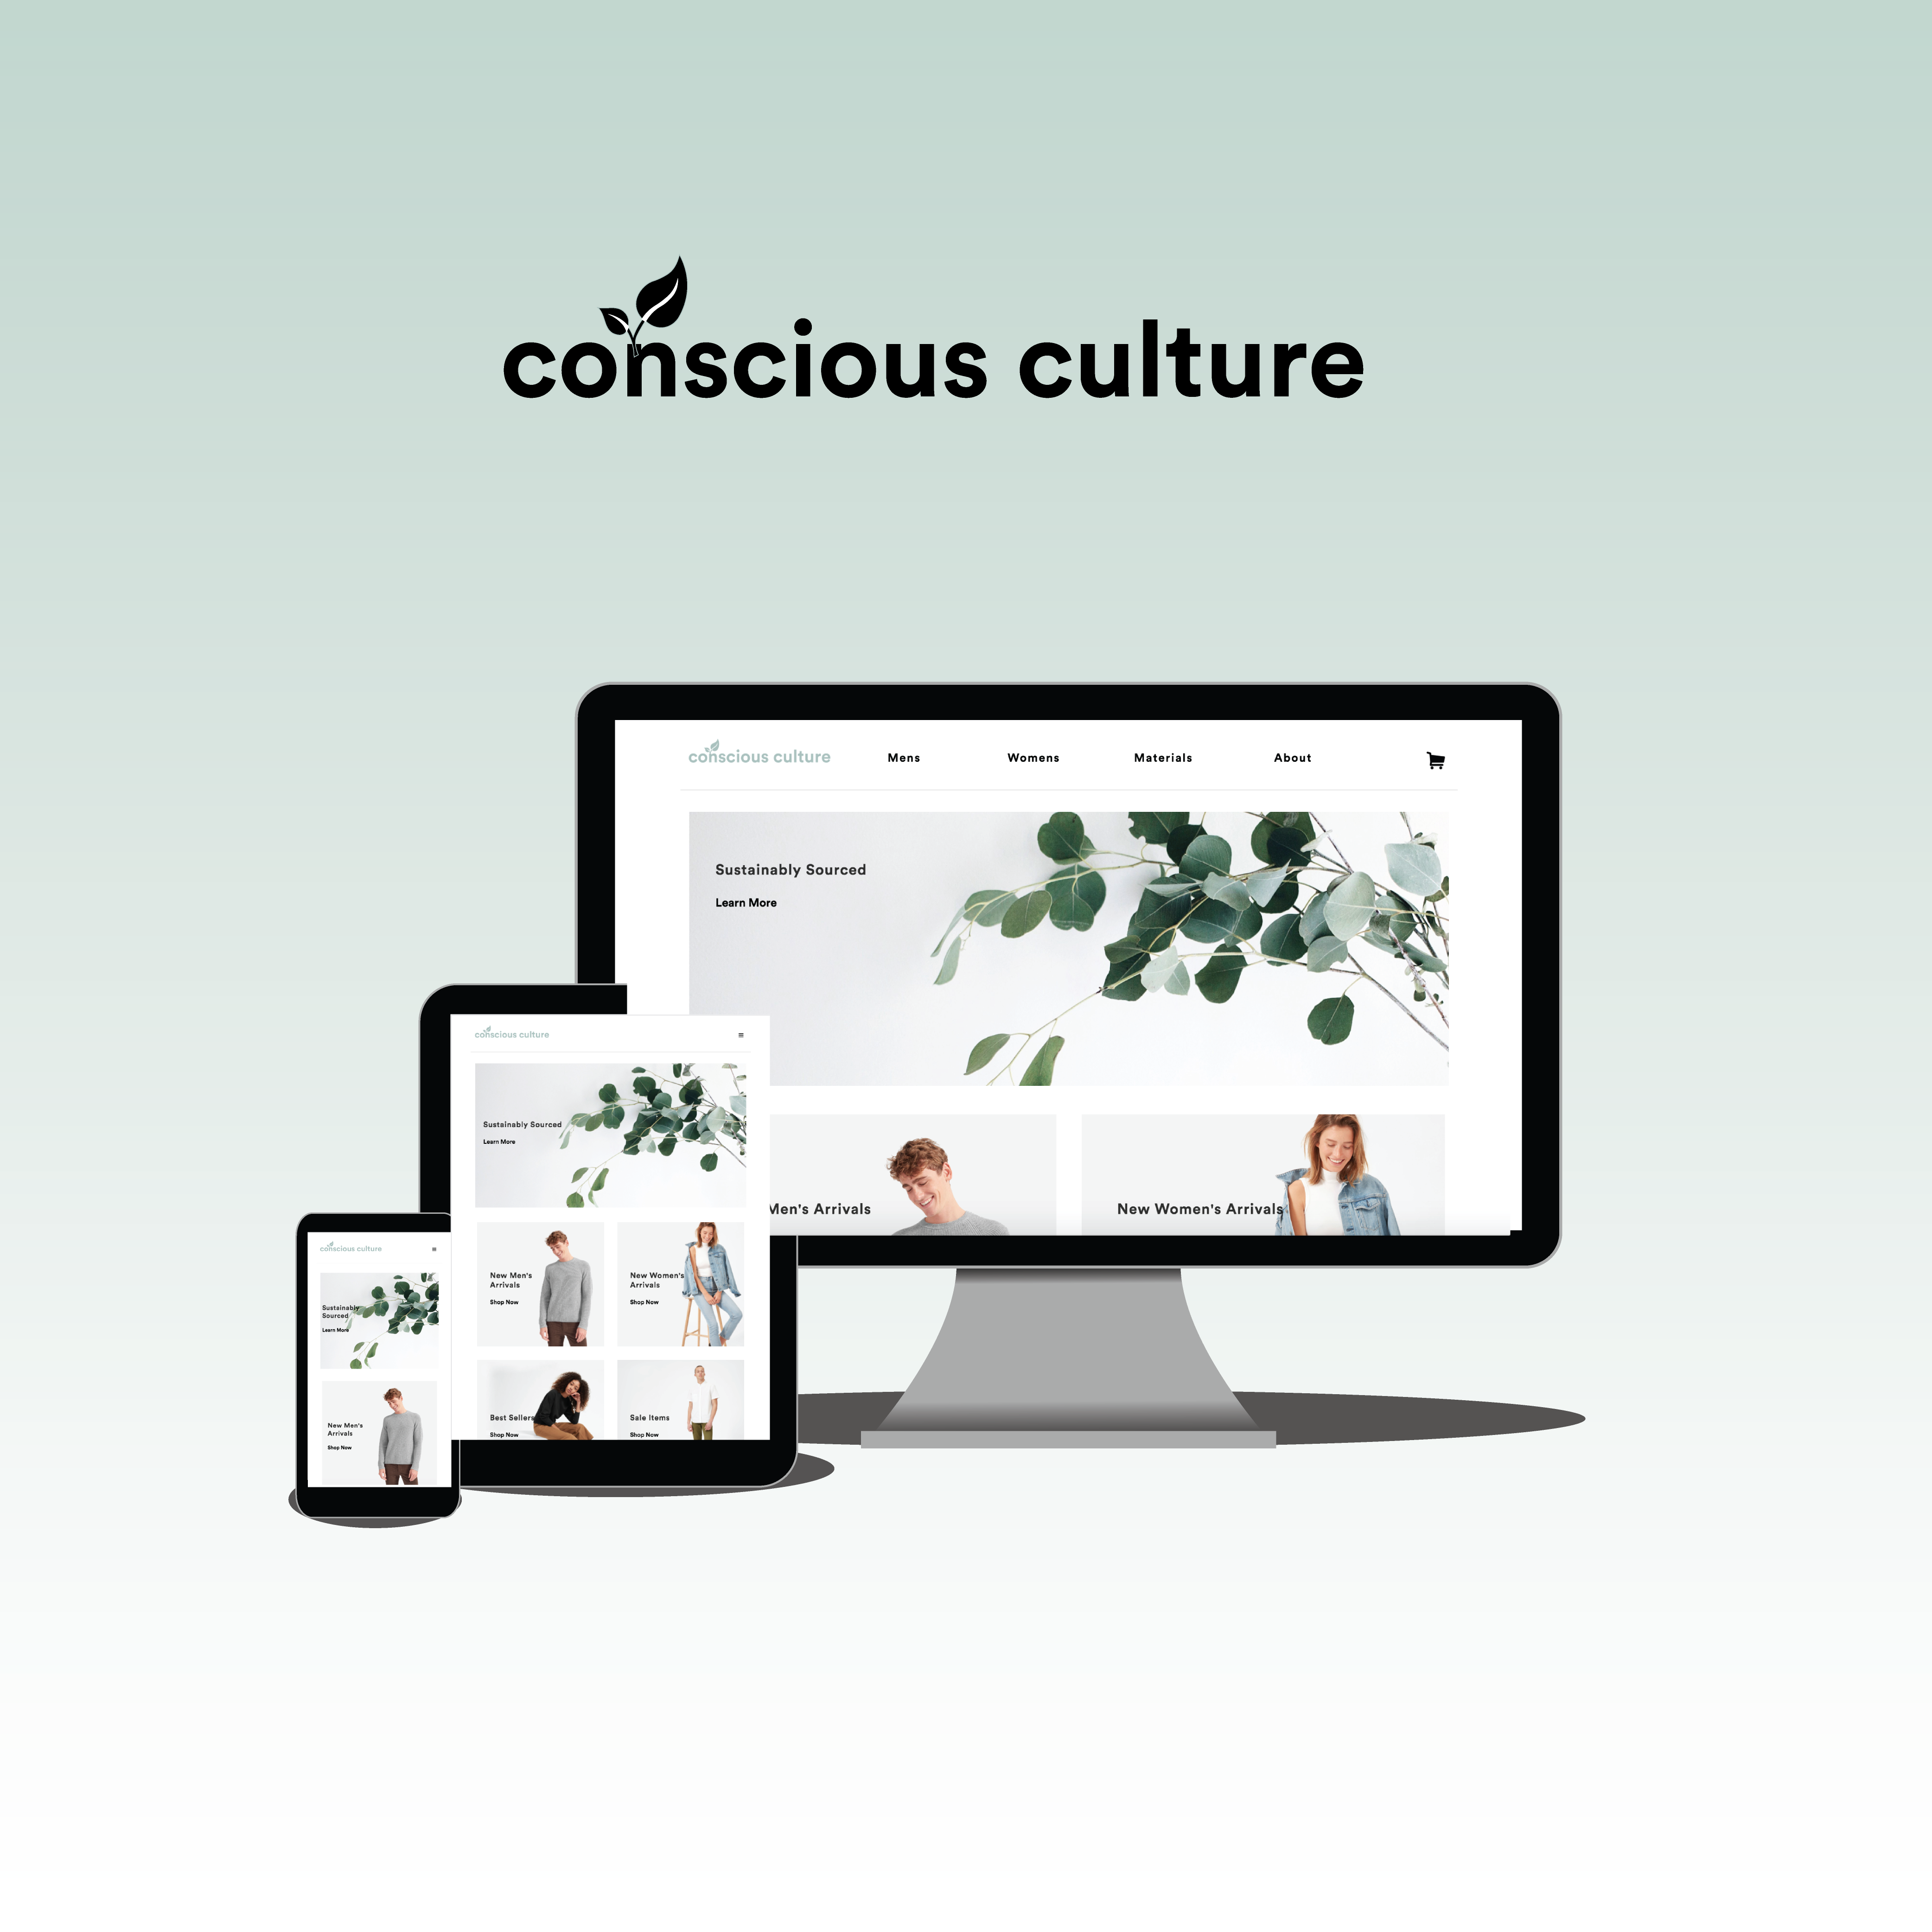 conscious culture
conscious culture
Mens
Womens
Materials
About
Sustainably Sourced
Learn More
Men's Arrivals
New Women's Arrivals
conscious culture
Sustainably Sourced
Learn More
New Men's
Arrivals
Shop Now
New Women's
Arrivals
Shop Now
Best Sellers
Shop Now
Sale Items
Shop Now
conscious culture
Sustainably
Sourced
Learn More
New Men's
Arrivals
Shop Now